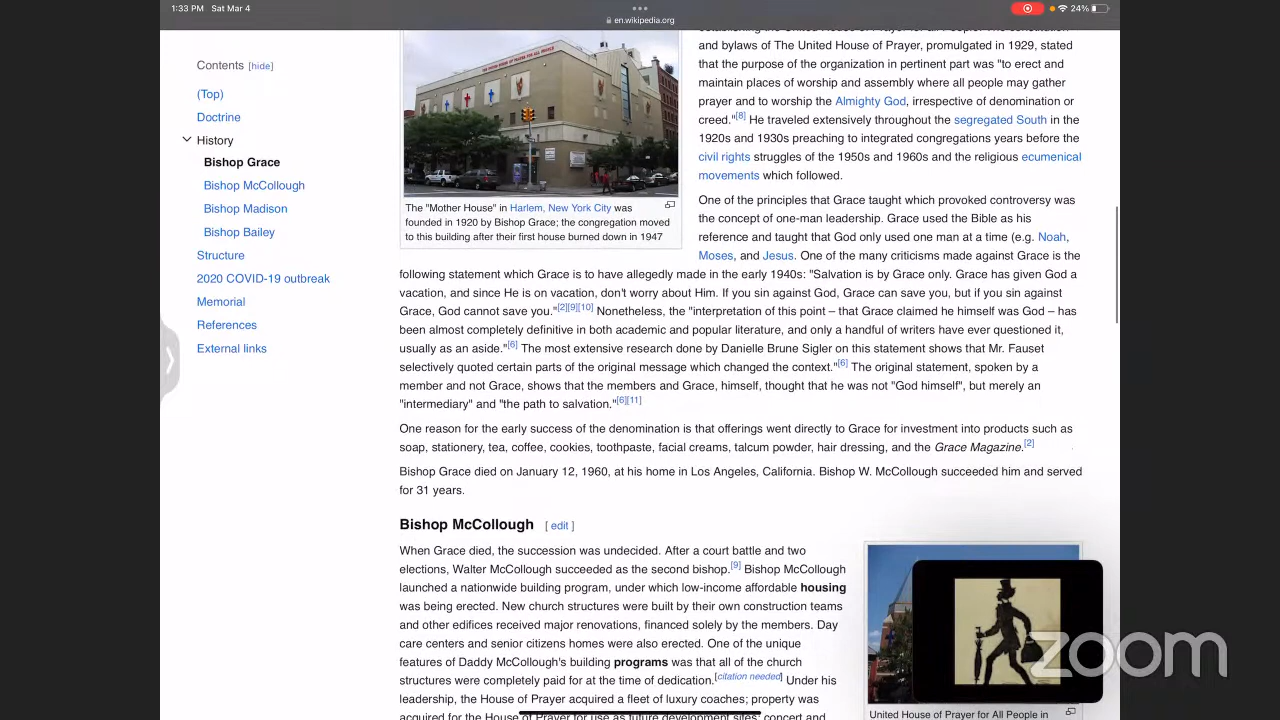 1:33 PM Sat Mar 4
24%
en.wikipedia.org
Contents [hide]
(Top)
Doctrine
History
Bishop Grace
Bishop McCollough
Bishop Madison
Bishop Bailey
Structure
2020 COVID-19 outbreak
Memorial
References
External links
The "Mother House" in Harlem, New York City was
founded in 1920 by Bishop Grace; the congregation moved
to this building after their first house burned down in 1947
and bylaws of The United House of Prayer, promulgated in 1929, stated
that the purpose of the organization in pertinent part was "to erect and
maintain places of worship and assembly where all people may gather
prayer and to worship the Almighty God, irrespective of denomination or
creed."[8] He traveled extensively throughout the segregated South in the
1920s and 1930s preaching to integrated congregations years before the
civil rights struggles of the 1950s and 1960s and the religious ecumenical
movements which followed.
One of the principles that Grace taught which provoked controversy was
the concept of one-man leadership. Grace used the Bible as his
reference and taught that God only used one man at a time (e.g. Noah,
Moses, and Jesus. One of the many criticisms made against Grace is the
following statement which Grace is to have allegedly made in the early 1940s: "Salvation is by Grace only. Grace has given God a
vacation, and since He is on vacation, don't worry about Him. If you sin against God, Grace can save you, but if you sin against
Grace, God cannot save you."[2][9][10] Nonetheless, the "interpretation of this point – that Grace claimed he himself was God – has
been almost completely definitive in both academic and popular literature, and only a handful of writers have ever questioned it,
usually as an aside."[6] The most extensive research done by Danielle Brune Sigler on this statement shows that Mr. Fauset
selectively quoted certain parts of the original message which changed the context."[6] The original statement, spoken by a
member and not Grace, shows that the members and Grace, himself, thought that he was not "God himself", but merely an
"intermediary" and "the path to salvation."[6][11]
One reason for the early success of the denomination is that offerings went directly to Grace for investment into products such as
soap, stationery, tea, coffee, cookies, toothpaste, facial creams, talcum powder, hair dressing, and the Grace Magazine.[2]
Bishop Grace died on January 12, 1960, at his home in Los Angeles, California. Bishop W. McCollough succeeded him and served
for 31 years.
Bishop McCollough [ edit ]
When Grace died, the succession was undecided. After a court battle and two
elections, Walter McCollough succeeded as the second bishop.[9] Bishop McCollough
launched a nationwide building program, under which low-income affordable housing
was being erected. New church structures were built by their own construction teams
and other edifices received major renovations, financed solely by the members. Day
care centers and senior citizens homes were also erected. One of the unique
features of Daddy McCollough's building programs was that all of the church
structures were completely paid for at the time of dedication.[citation needed] Under his
leadership, the House of Prayer acquired a fleet of luxury coaches; property was
acquired for the House of Prayer for use as future development sites; concert and
United House of Prayer for All People in
zoom